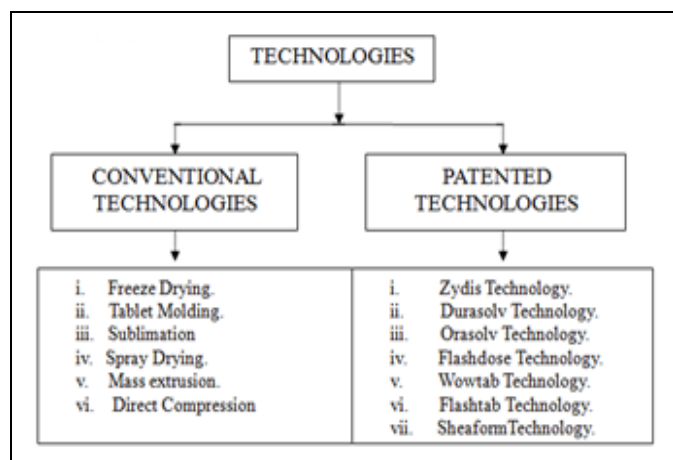 TECHNOLOGIES
CONVENTIONAL
TECHNOLOGIES
PATENTED
TECHNOLOGIES
i. Freeze Drying.
ii. Tablet Molding.
iii. Sublimation
iv. Spray Drying.
v. Mass extrusion.
vi. Direct Compression
i. Zydis Technology.
ii. Durasolv Technology.
iii. Orasolv Technology.
iv. Flashdose Technology.
v. Wowtab Technology.
vi. Flashtab Technology.
vii. SheaformTechnology.